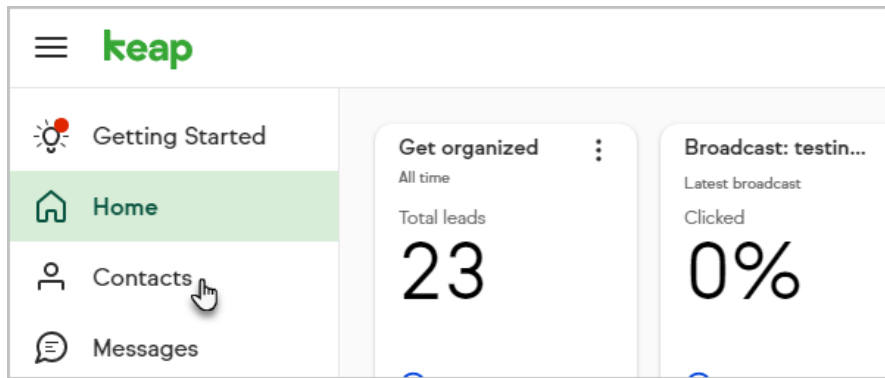 keap
Getting Started
Home
Contacts
Messages
Get organized
All time
Total leads
23
Broadcast: testin...
Latest broadcast
Clicked
0%